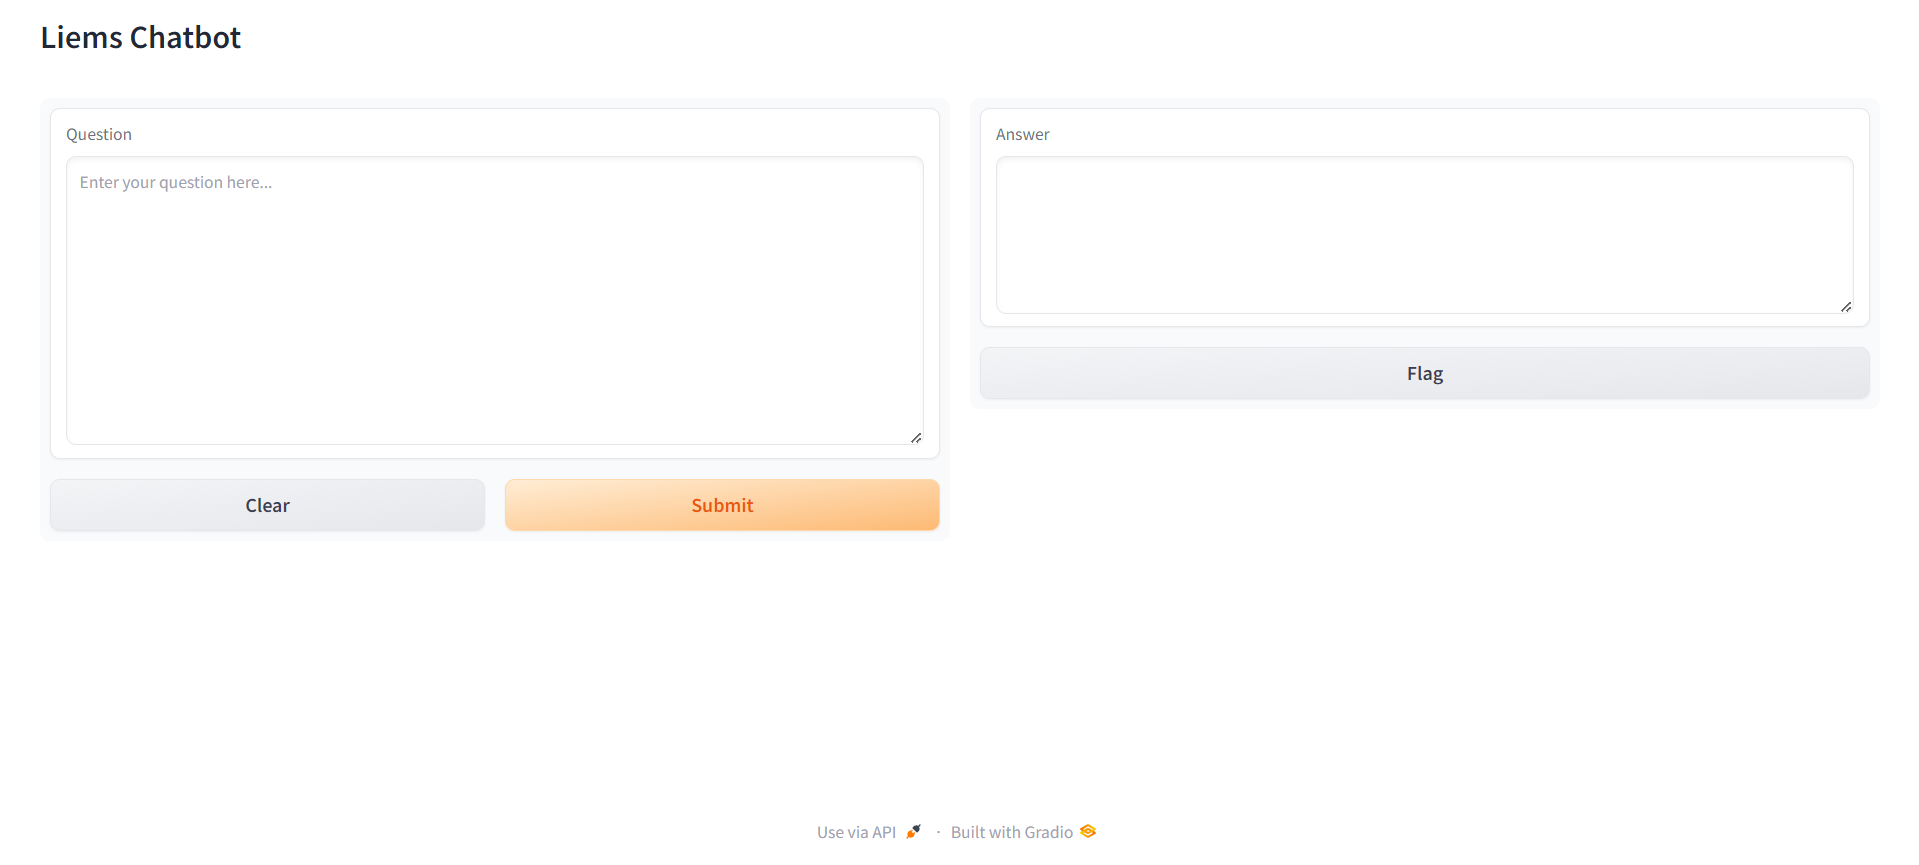 Liems Chatbot
Question
Enter your question here...
Clear
Submit
Answer
Flag
Use via API · Built with Gradio